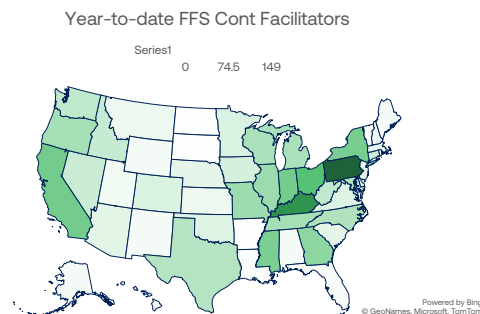 Year-to-date FFS Cont Facilitators
Series1
0 74.5 149
Powered by Bing
© GeoNames, Microsoft, TomTom